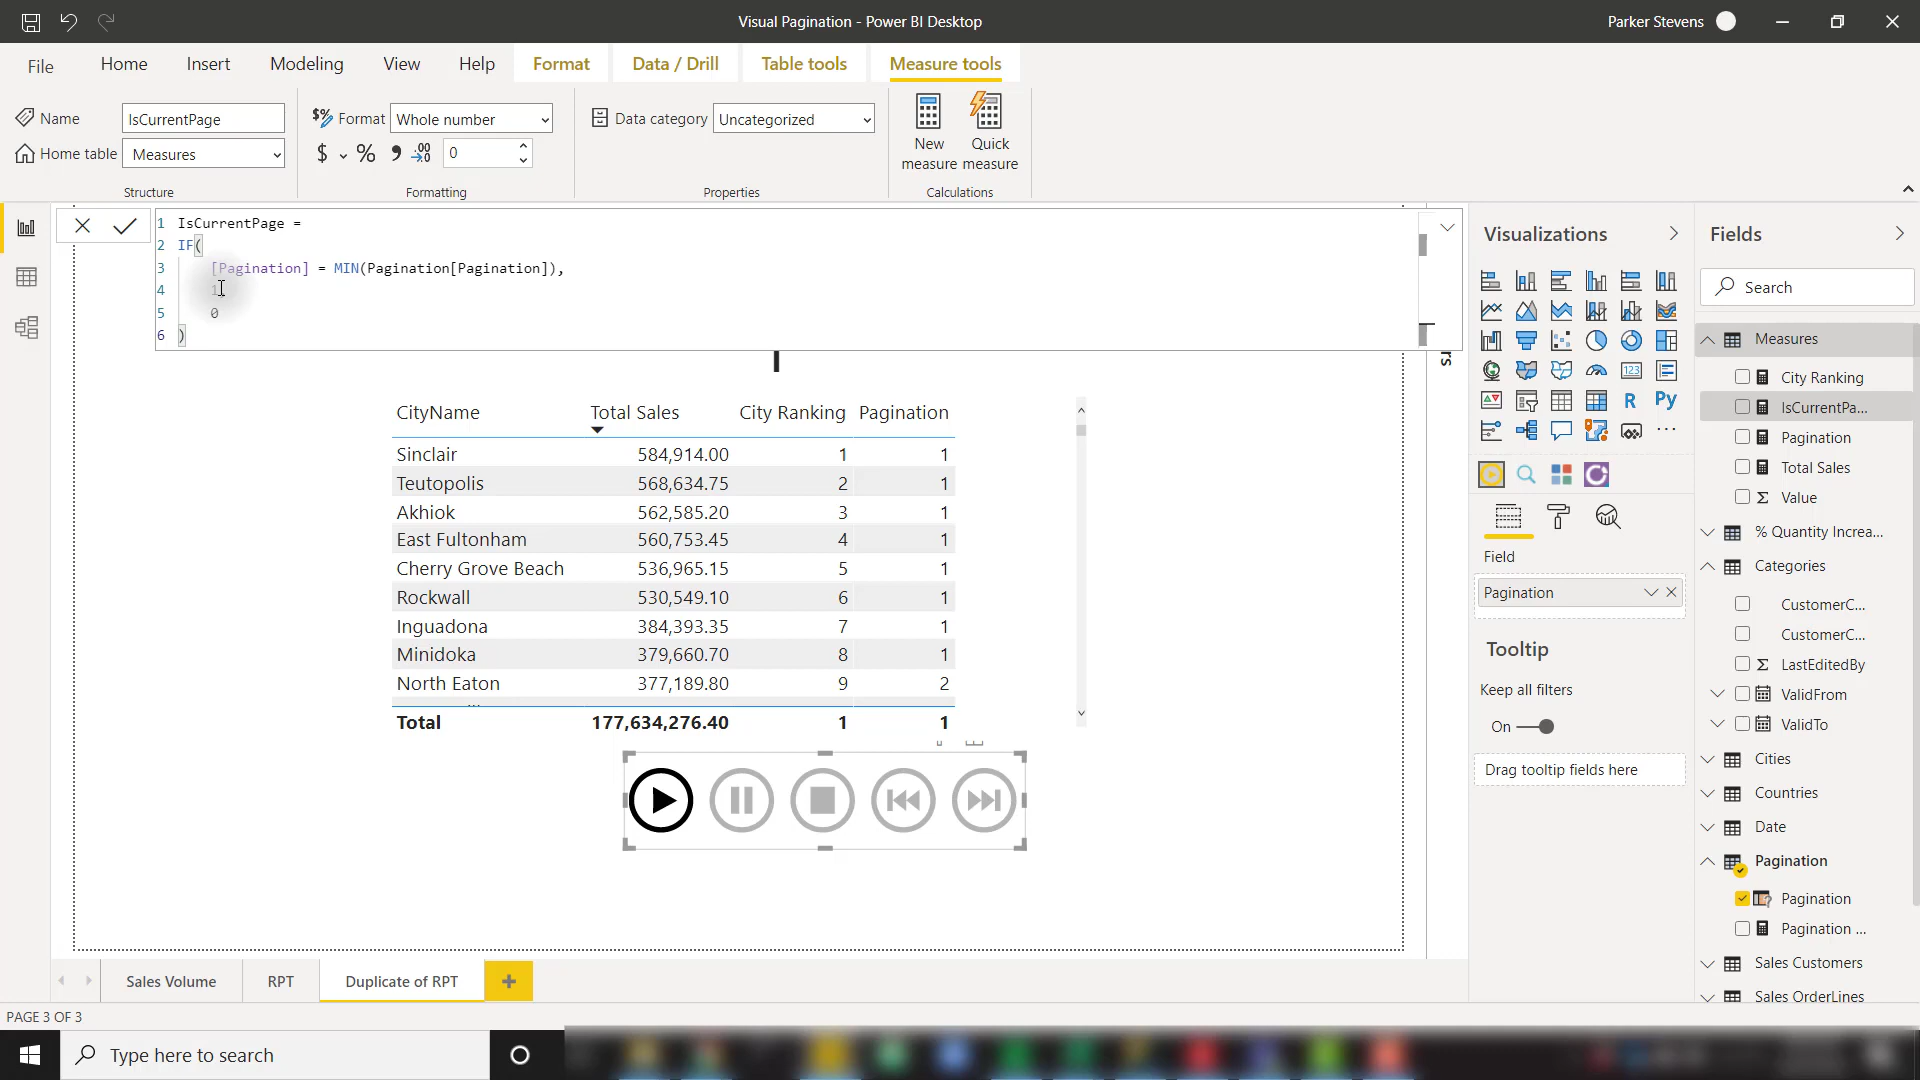 Visual Pagination - Power BI Desktop
Parker Stevens
File
Home
Insert
Modeling
View
Help
Format
Data / Drill
Table tools
Measure tools
Name
IsCurrentPage
Home table
Measures
Structure
$% Format
Whole number
$
%
,
.00
0
Formatting
Data category
Uncategorized
Properties
New measure
Quick measure
Calculations
1 IsCurrentPage =
2 IF(
3 [Pagination] = MIN(Pagination[Pagination]),
4
5 0
6 )
CityName Total Sales City Ranking Pagination
Sinclair 584,914.00 1 1
Teutopolis 568,634.75 2 1
Akhiok 562,585.20 3 1
East Fultonham 560,753.45 4 1
Cherry Grove Beach 536,965.15 5 1
Rockwall 530,549.10 6 1
Inguadona 384,393.35 7 1
Minidoka 379,660.70 8 1
North Eaton 377,189.80 9 2
Total 177,634,276.40 1 1
Visualizations
123
R
Py
Field
Pagination
Tooltip
Keep all filters
On
Drag tooltip fields here
Fields
Search
Measures
City Ranking
IsCurrentPa...
Pagination
Total Sales
Value
% Quantity Increa...
Categories
CustomerC...
CustomerC...
LastEditedBy
ValidFrom
ValidTo
Cities
Countries
Date
Pagination
Pagination
Pagination ...
Sales Customers
Sales OrderLines
Sales Volume
RPT
Duplicate of RPT
PAGE 3 OF 3
Type here to search